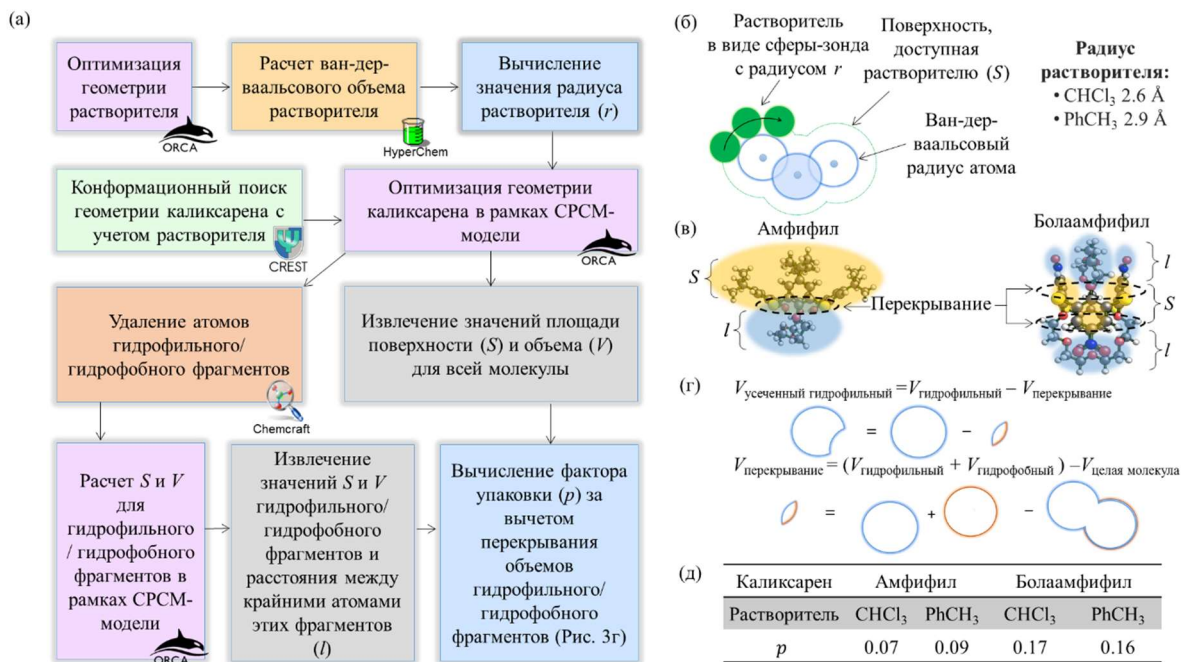 (а)
Оптимизация
геометрии
растворителя
ORCA
Расчет ван-дер-
ваальсового объема
растворителя
HyperChem
Вычисление
значения радиуса
растворителя (r)
Конформационный поиск
геометрии каликсарена с
учетом растворителя
CREST
Оптимизация геометрии
каликсарена в рамках CPCM-
модели
ORCA
Удаление атомов
гидрофильного/
гидрофобного фрагментов
Chemcraft
Извлечение значений площади
поверхности (S) и объема (V)
для всей молекулы
Расчет S и V
для
гидрофильного
/ гидрофобного
фрагментов в
рамках CPCM-
модели
ORCA
Извлечение
значений S и V
гидрофильного/
гидрофобного
фрагментов и
расстояния между
крайними атомами
этих фрагментов
(l)
Вычисление фактора
упаковки (p) за
вычетом
перекрывания
объемов
гидрофильного/
гидрофобного
фрагментов (Рис. 3г)
(б)
Растворитель
в виде сферы-зонда
с радиусом r
Поверхность,
доступная
растворителю (S)
Ван-дер-
ваальсовый
радиус атома
Радиус
растворителя:
• CHCl₃ 2.6 Å
• PhCH₃ 2.9 Å
(в)
Амфифил
Болаамфифил
S
l
Перекрывание
l
S
l
(г)
Vусеченный гидрофильный =Vгидрофильный – Vперекрывание
= –
Vперекрывание= (Vгидрофильный + Vгидрофобный ) –Vцелая молекула
= + –
(д)
Каликсарен Амфифил Болаамфифил
Растворитель CHCl₃ PhCH₃ CHCl₃ PhCH₃
p 0.07 0.09 0.17 0.16